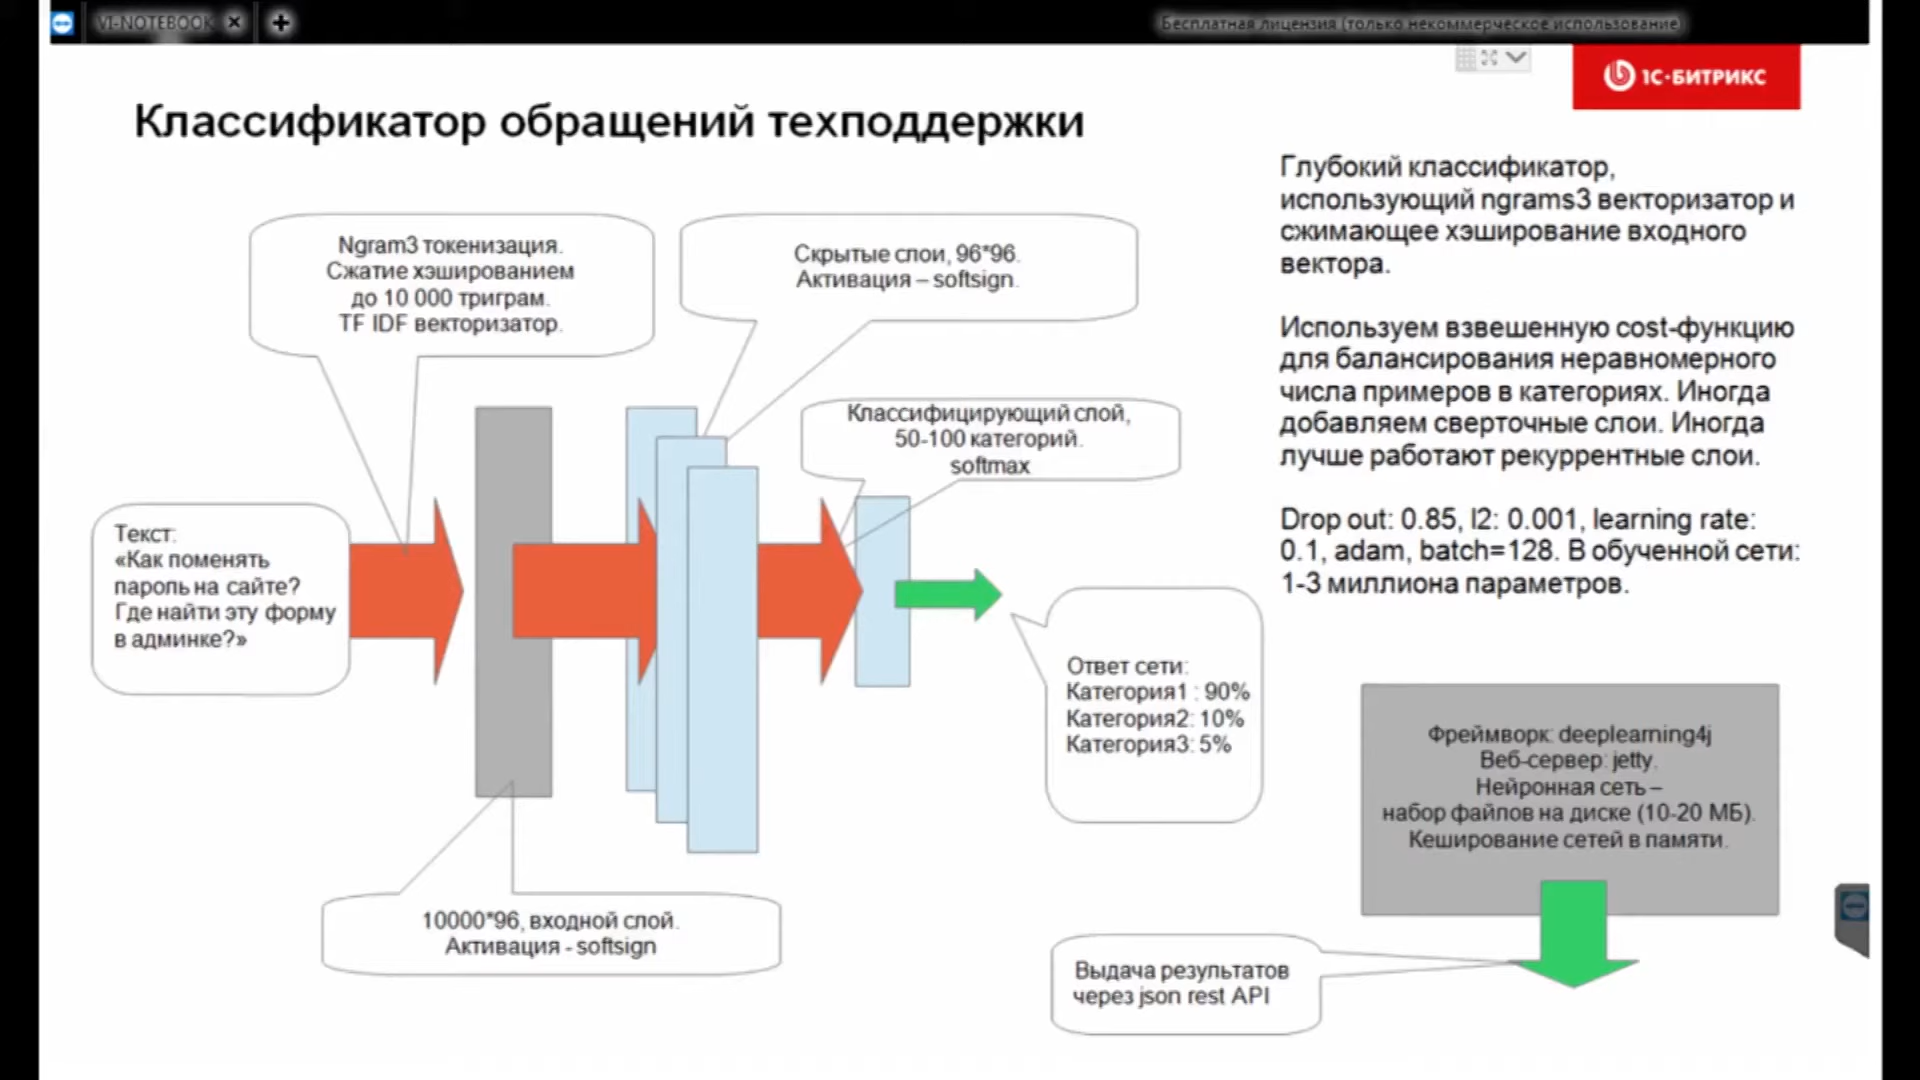 VI-NOTEBOOK
Бесплатная лицензия (только некоммерческое использование)
1С-БИТРИКС
Классификатор обращений техподдержки
Глубокий классификатор,
использующий ngrams3 векторизатор и
сжимающее хэширование входного
вектора.
Используем взвешенную cost-функцию
для балансирования неравномерного
числа примеров в категориях. Иногда
добавляем сверточные слои. Иногда
лучше работают рекуррентные слои.
Drop out: 0.85, l2: 0.001, learning rate:
0.1, adam, batch=128. В обученной сети:
1-3 миллиона параметров.
Ngram3 токенизация.
Сжатие хэшированием
до 10 000 триграм.
TF IDF векторизатор.
Скрытые слои, 96*96.
Активация – softsign.
Классифицирующий слой,
50-100 категорий.
softmax
Текст:
«Как поменять
пароль на сайте?
Где найти эту форму
в админке?»
Ответ сети:
Категория1 : 90%
Категория2: 10%
Категория3: 5%
10000*96, входной слой.
Активация - softsign
Фреймворк: deeplearning4j
Веб-сервер: jetty.
Нейронная сеть –
набор файлов на диске (10-20 МБ).
Кеширование сетей в памяти.
Выдача результатов
через json rest API